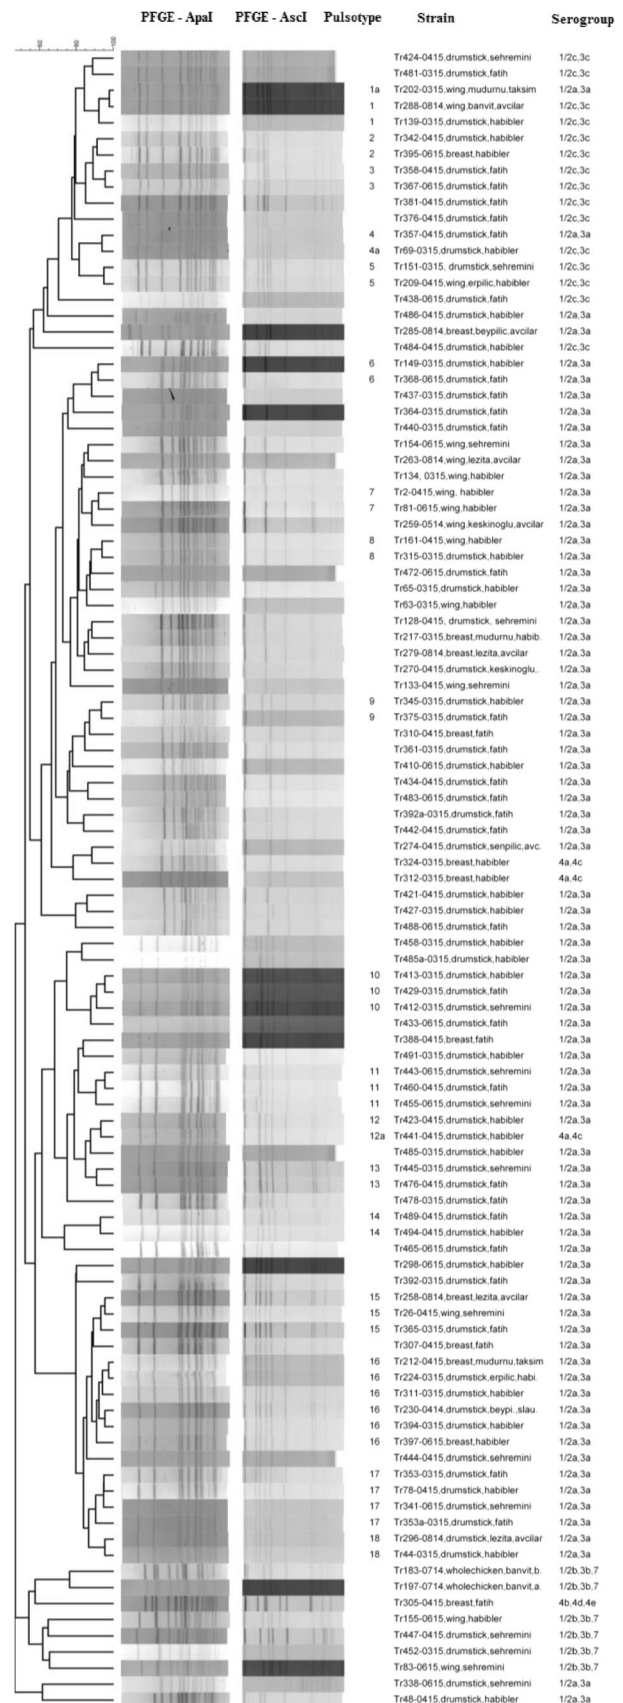 PFGE - ApaI PFGE - AscI Pulsotype Strain Serogroup
60 80 100
Tr424-0415,drumstick,sehremini 1/2c,3c
Tr481-0315,drumstick,fatih 1/2c,3c
1a Tr202-0315,wing,mudurnu,taksim 1/2a,3a
1 Tr288-0814,wing,banvit,avcilar 1/2c,3c
1 Tr139-0315,drumstick,habibler 1/2c,3c
2 Tr342-0415,drumstick,habibler 1/2c,3c
2 Tr395-0615,breast,habibler 1/2c,3c
3 Tr358-0415,drumstick,fatih 1/2c,3c
3 Tr367-0615,drumstick,fatih 1/2c,3c
Tr381-0415,drumstick,fatih 1/2c,3c
Tr376-0415,drumstick,fatih 1/2c,3c
4 Tr357-0415,drumstick,fatih 1/2a,3a
4a Tr69-0315,drumstick,habibler 1/2c,3c
5 Tr151-0315, drumstick,sehremini 1/2c,3c
5 Tr209-0415,wing,erpilic,habibler 1/2c,3c
Tr438-0615,drumstick,fatih 1/2c,3c
Tr486-0415,drumstick,habibler 1/2a,3a
Tr285-0814,breast,beypilic,avcilar 1/2a,3a
Tr484-0415,drumstick,habibler 1/2c,3c
6 Tr149-0315,drumstick,habibler 1/2a,3a
6 Tr368-0615,drumstick,fatih 1/2a,3a
Tr437-0315,drumstick,fatih 1/2a,3a
Tr364-0315,drumstick,fatih 1/2a,3a
Tr440-0315,drumstick,fatih 1/2a,3a
Tr154-0615,wing,sehremini 1/2a,3a
Tr263-0814,wing,lezita,avcilar 1/2a,3a
Tr134, 0315,wing,habibler 1/2a,3a
7 Tr2-0415,wing, habibler 1/2a,3a
7 Tr81-0615,wing,habibler 1/2a,3a
Tr259-0514,wing,keskinoglu,avcilar 1/2a,3a
8 Tr161-0415,wing,habibler 1/2a,3a
8 Tr315-0315,drumstick,habibler 1/2a,3a
Tr472-0615,drumstick,fatih 1/2a,3a
Tr65-0315,drumstick,habibler 1/2a,3a
Tr63-0315,wing,habibler 1/2a,3a
Tr128-0415, drumstick, sehremini 1/2a,3a
Tr217-0315,breast,mudurnu,habib. 1/2a,3a
Tr279-0814,breast,lezita,avcilar 1/2a,3a
Tr270-0415,drumstick,keskinoglu,. 1/2a,3a
Tr133-0415,wing,sehremini 1/2a,3a
9 Tr345-0315,drumstick,habibler 1/2a,3a
9 Tr375-0315,drumstick,fatih 1/2a,3a
Tr310-0415,breast,fatih 1/2a,3a
Tr361-0315,drumstick,fatih 1/2a,3a
Tr410-0615,drumstick,habibler 1/2a,3a
Tr434-0415,drumstick,fatih 1/2a,3a
Tr483-0615,drumstick,fatih 1/2a,3a
Tr392a-0315,drumstick,fatih 1/2a,3a
Tr442-0415,drumstick,fatih 1/2a,3a
Tr274-0415,drumstick,senpilic,avc. 1/2a,3a
Tr324-0315,breast,habibler 4a,4c
Tr312-0315,breast,habibler 4a,4c
Tr421-0415,drumstick,habibler 1/2a,3a
Tr427-0315,drumstick,habibler 1/2a,3a
Tr488-0615,drumstick,fatih 1/2a,3a
Tr458-0315,drumstick,habibler 1/2a,3a
Tr485a-0315,drumstick,habibler 1/2a,3a
10 Tr413-0315,drumstick,habibler 1/2a,3a
10 Tr429-0315,drumstick,fatih 1/2a,3a
10 Tr412-0315,drumstick,sehremini 1/2a,3a
Tr433-0615,drumstick,fatih 1/2a,3a
Tr388-0415,breast,fatih 1/2a,3a
Tr491-0315,drumstick,habibler 1/2a,3a
11 Tr443-0615,drumstick,sehremini 1/2a,3a
11 Tr460-0415,drumstick,fatih 1/2a,3a
11 Tr455-0615,drumstick,sehremini 1/2a,3a
12 Tr423-0415,drumstick,habibler 1/2a,3a
12a Tr441-0415,drumstick,habibler 4a,4c
Tr485-0315,drumstick,habibler 1/2a,3a
13 Tr445-0315,drumstick,sehremini 1/2a,3a
13 Tr476-0415,drumstick,fatih 1/2a,3a
Tr478-0315,drumstick,fatih 1/2a,3a
14 Tr489-0415,drumstick,fatih 1/2a,3a
14 Tr494-0415,drumstick,habibler 1/2a,3a
Tr465-0615,drumstick,fatih 1/2a,3a
Tr298-0615,drumstick,habibler 1/2a,3a
Tr392-0315,drumstick,fatih 1/2a,3a
15 Tr258-0814,breast,lezita,avcilar 1/2a,3a
15 Tr26-0415,wing,sehremini 1/2a,3a
15 Tr365-0315,drumstick,fatih 1/2a,3a
Tr307-0415,breast,fatih 1/2a,3a
16 Tr212-0415,breast,mudurnu,taksim 1/2a,3a
16 Tr224-0315,drumstick,erpilic,habi. 1/2a,3a
16 Tr311-0315,drumstick,habibler 1/2a,3a
16 Tr230-0414,drumstick,beypi.,slau. 1/2a,3a
16 Tr394-0315,drumstick,habibler 1/2a,3a
16 Tr397-0615,breast,habibler 1/2a,3a
Tr444-0415,drumstick,sehremini 1/2a,3a
17 Tr353-0315,drumstick,fatih 1/2a,3a
17 Tr78-0415,drumstick,habibler 1/2a,3a
17 Tr341-0615,drumstick,sehremini 1/2a,3a
17 Tr353a-0315,drumstick,fatih 1/2a,3a
18 Tr296-0814,drumstick,lezita,avcilar 1/2a,3a
18 Tr44-0315,drumstick,habibler 1/2a,3a
Tr183-0714,wholechicken,banvit,b. 1/2b,3b,7
Tr197-0714,wholechicken,banvit,a. 1/2b,3b,7
Tr305-0415,breast,fatih 4b,4d,4e
Tr155-0615,wing,habibler 1/2b,3b,7
Tr447-0415,drumstick,sehremini 1/2b,3b,7
Tr452-0315,drumstick,sehremini 1/2b,3b,7
Tr83-0615,wing,sehremini 1/2b,3b,7
Tr338-0615,drumstick,sehremini 1/2a,3a
Tr48-0415,drumstick,habibler 1/2a,3a